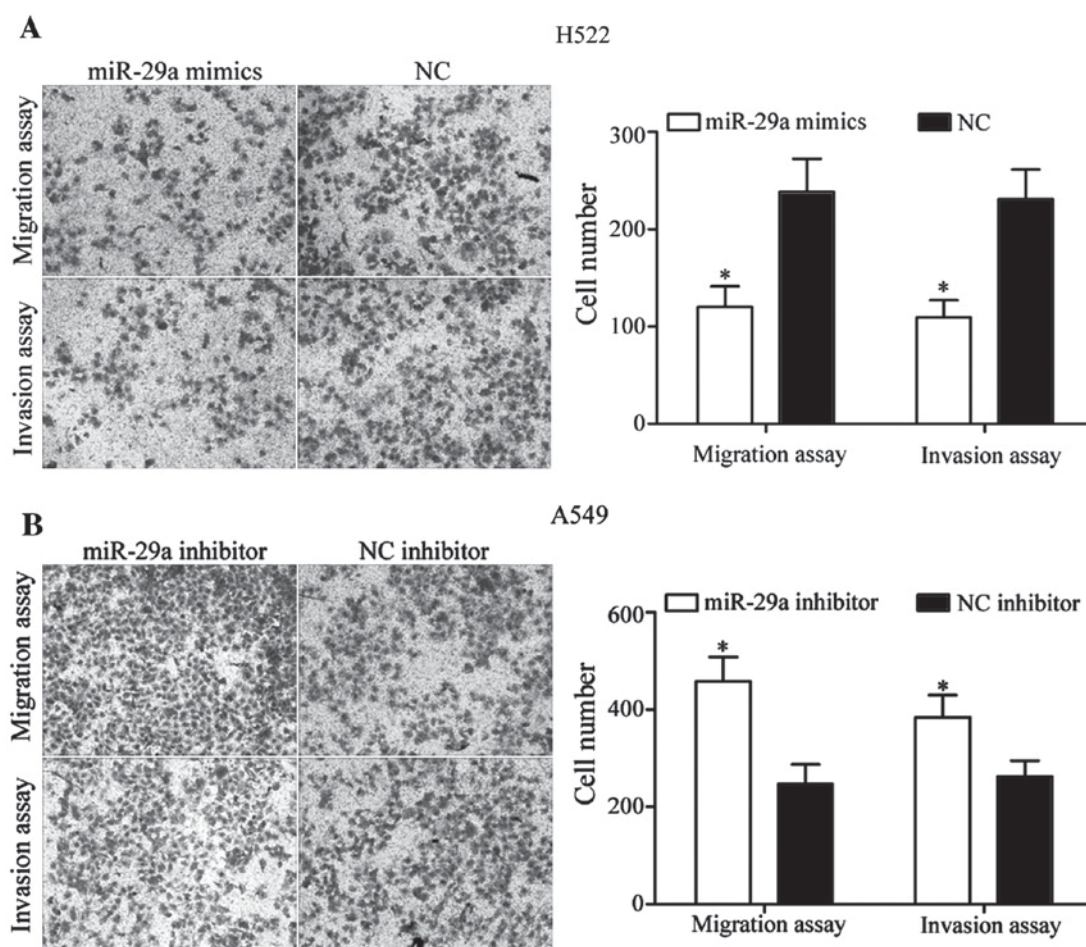 A
H522
miR-29a mimics NC
Migration assay
Invasion assay
miR-29a mimics NC
Cell number
300
200
100
0
* *
Migration assay Invasion assay
B
A549
miR-29a inhibitor NC inhibitor
Migration assay
Invasion assay
miR-29a inhibitor NC inhibitor
Cell number
600
400
200
0
* *
Migration assay Invasion assay